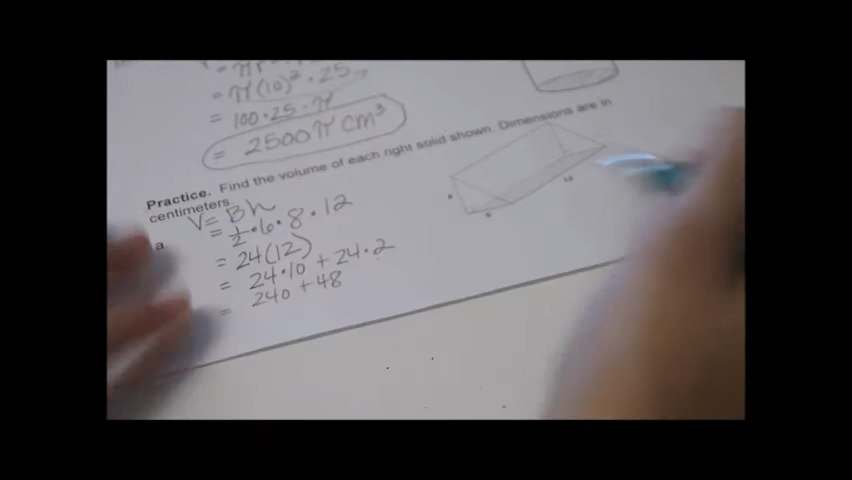 = π(10)² · 25
= 100 · 25 · π
= 2500π cm³
Practice. Find the volume of each right solid shown. Dimensions are in
centimeters.
a. V = Bh
= 1/2 · 6 · 8 · 12
= 24(12)
= 24 · 10 + 24 · 2
= 240 + 48